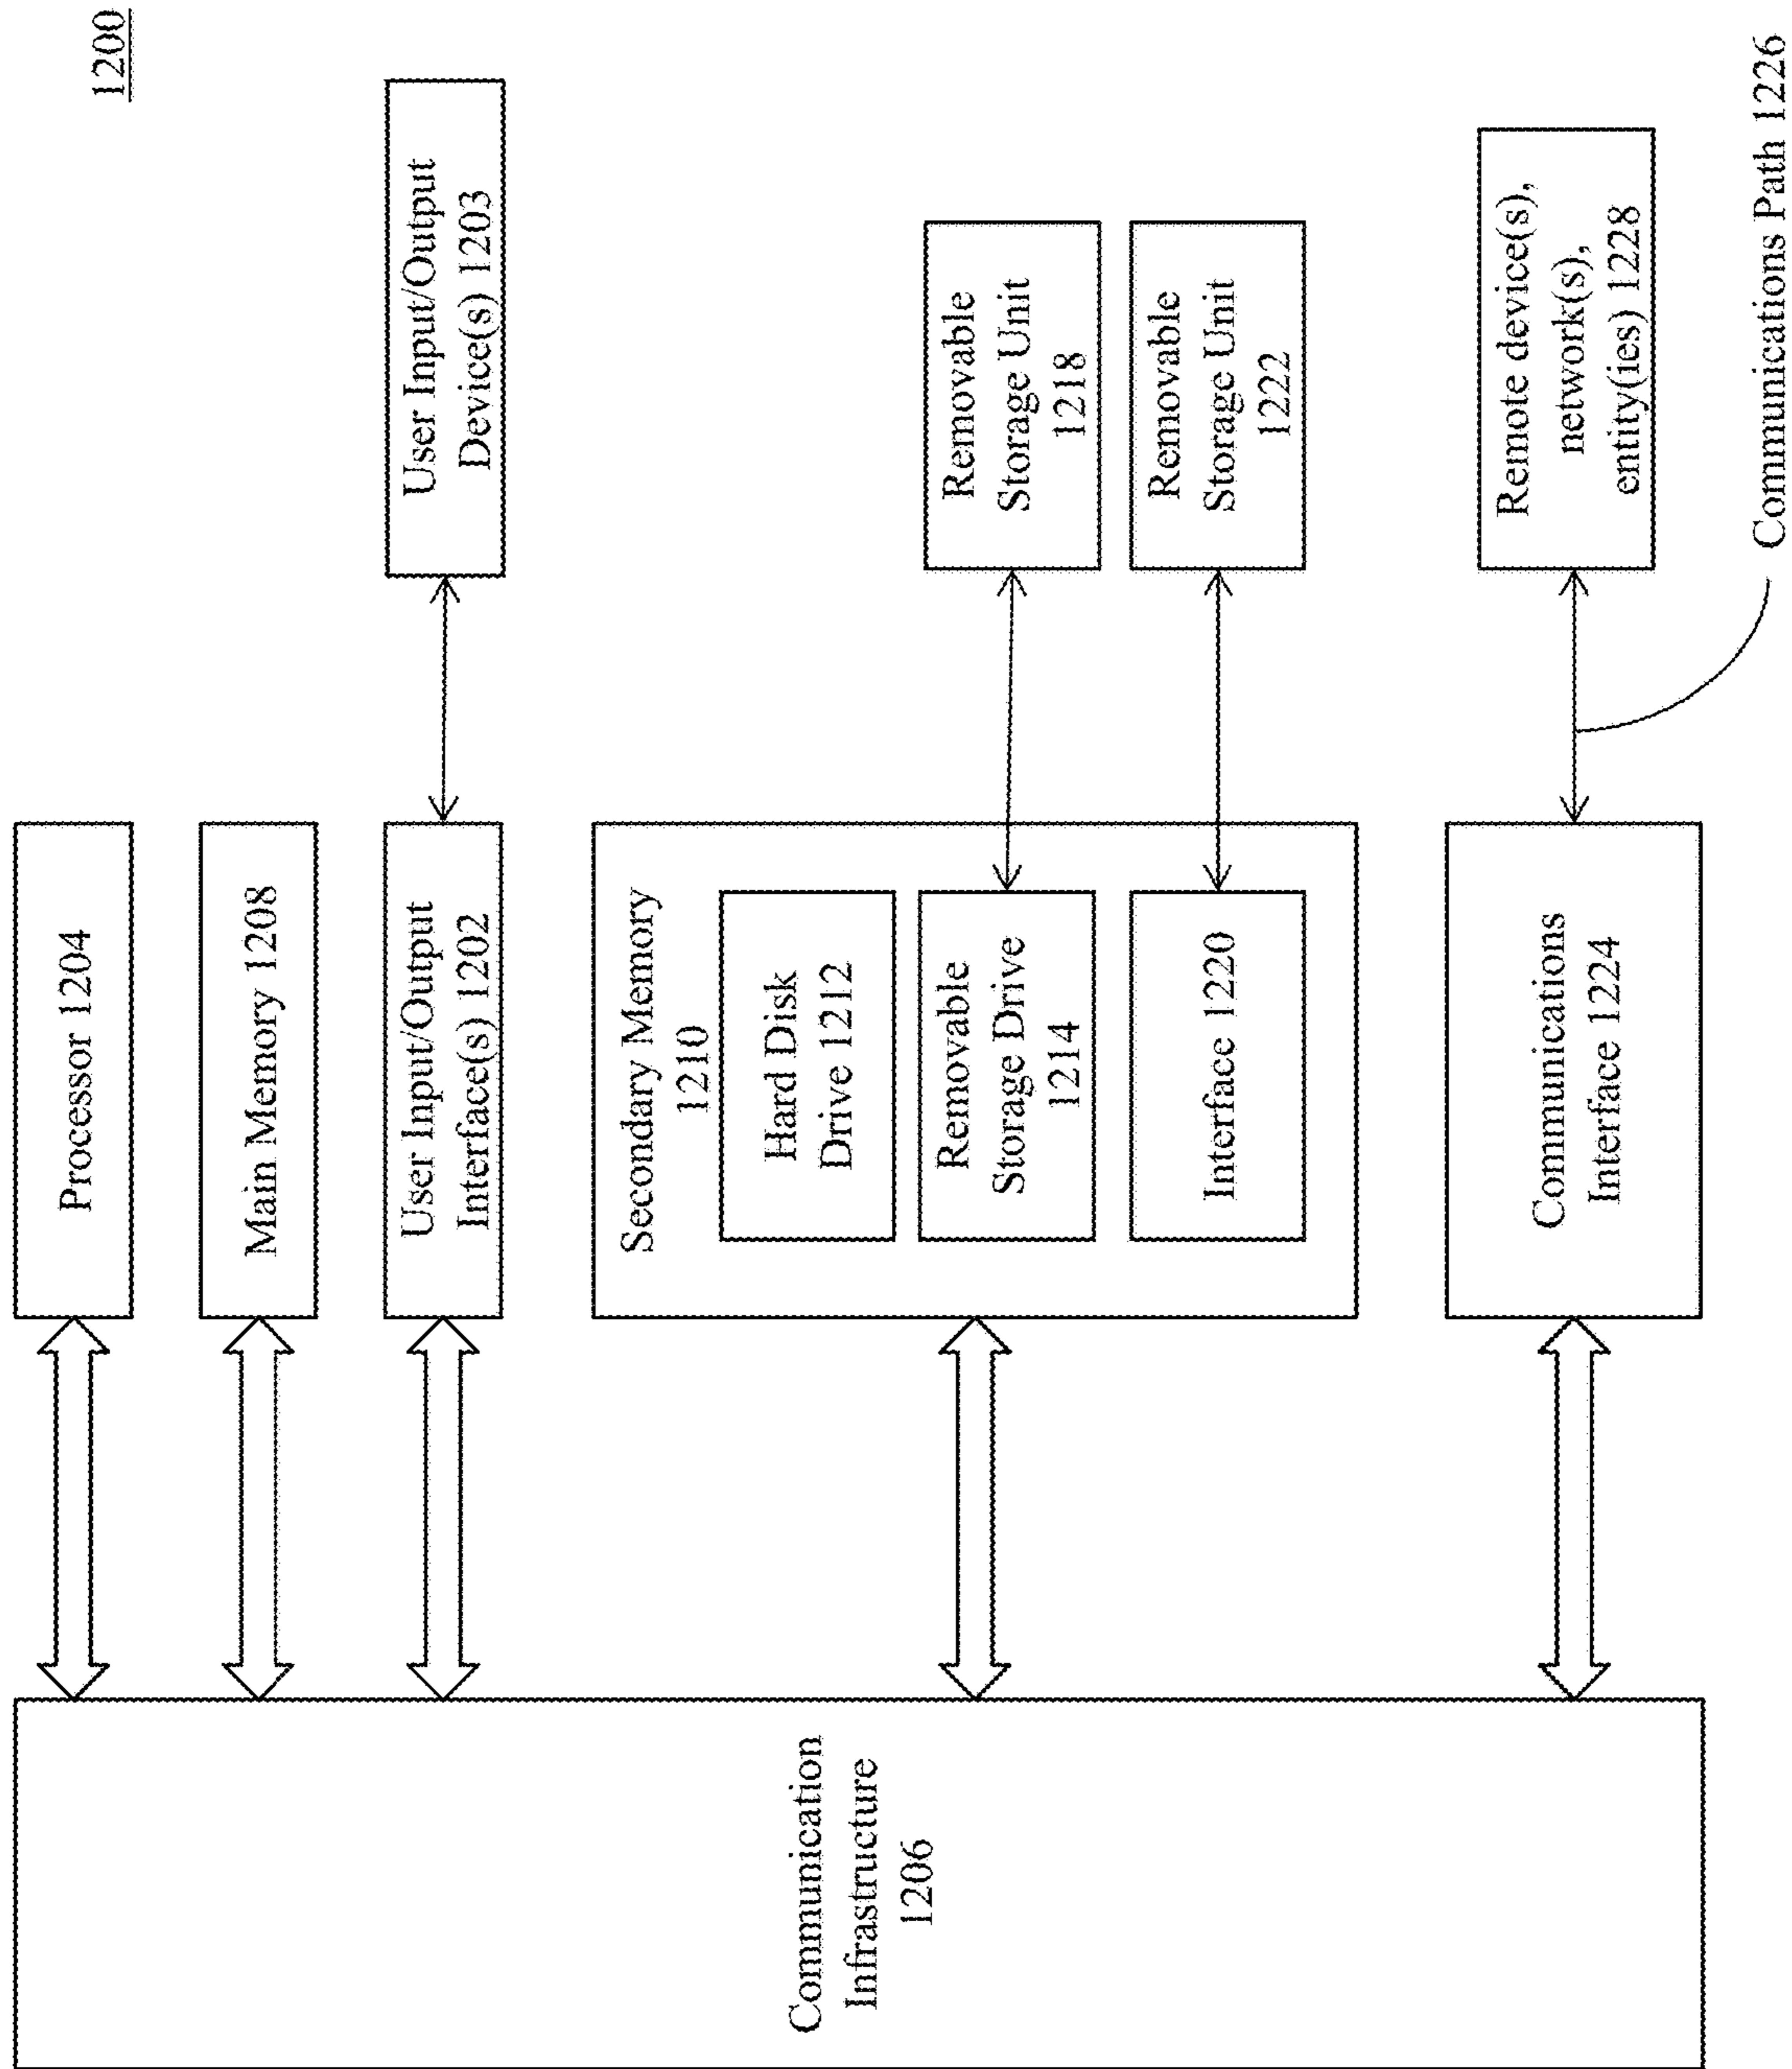 1200
Processor 1204
Main Memory 1208
User Input/Output
Interface(s) 1202
User Input/Output
Device(s) 1203
Communication
Infrastructure
1206
Secondary Memory
1210
Hard Disk
Drive 1212
Removable
Storage Drive
1214
Removable
Storage Unit
1218
Interface 1220
Removable
Storage Unit
1222
Communications
Interface 1224
Remote device(s),
network(s),
entity(ies) 1228
Communications Path 1226